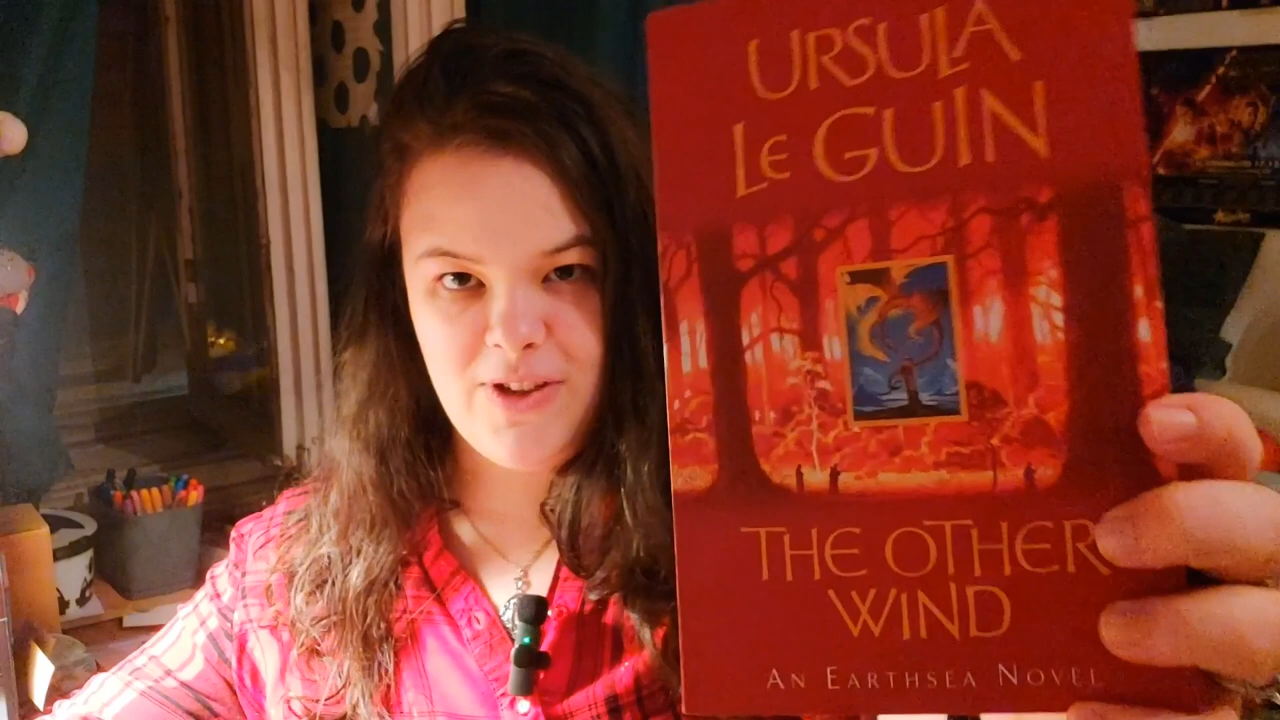 URSULA
LE GUIN
THE OTHER
WIND
AN EARTHSEA NOVEL